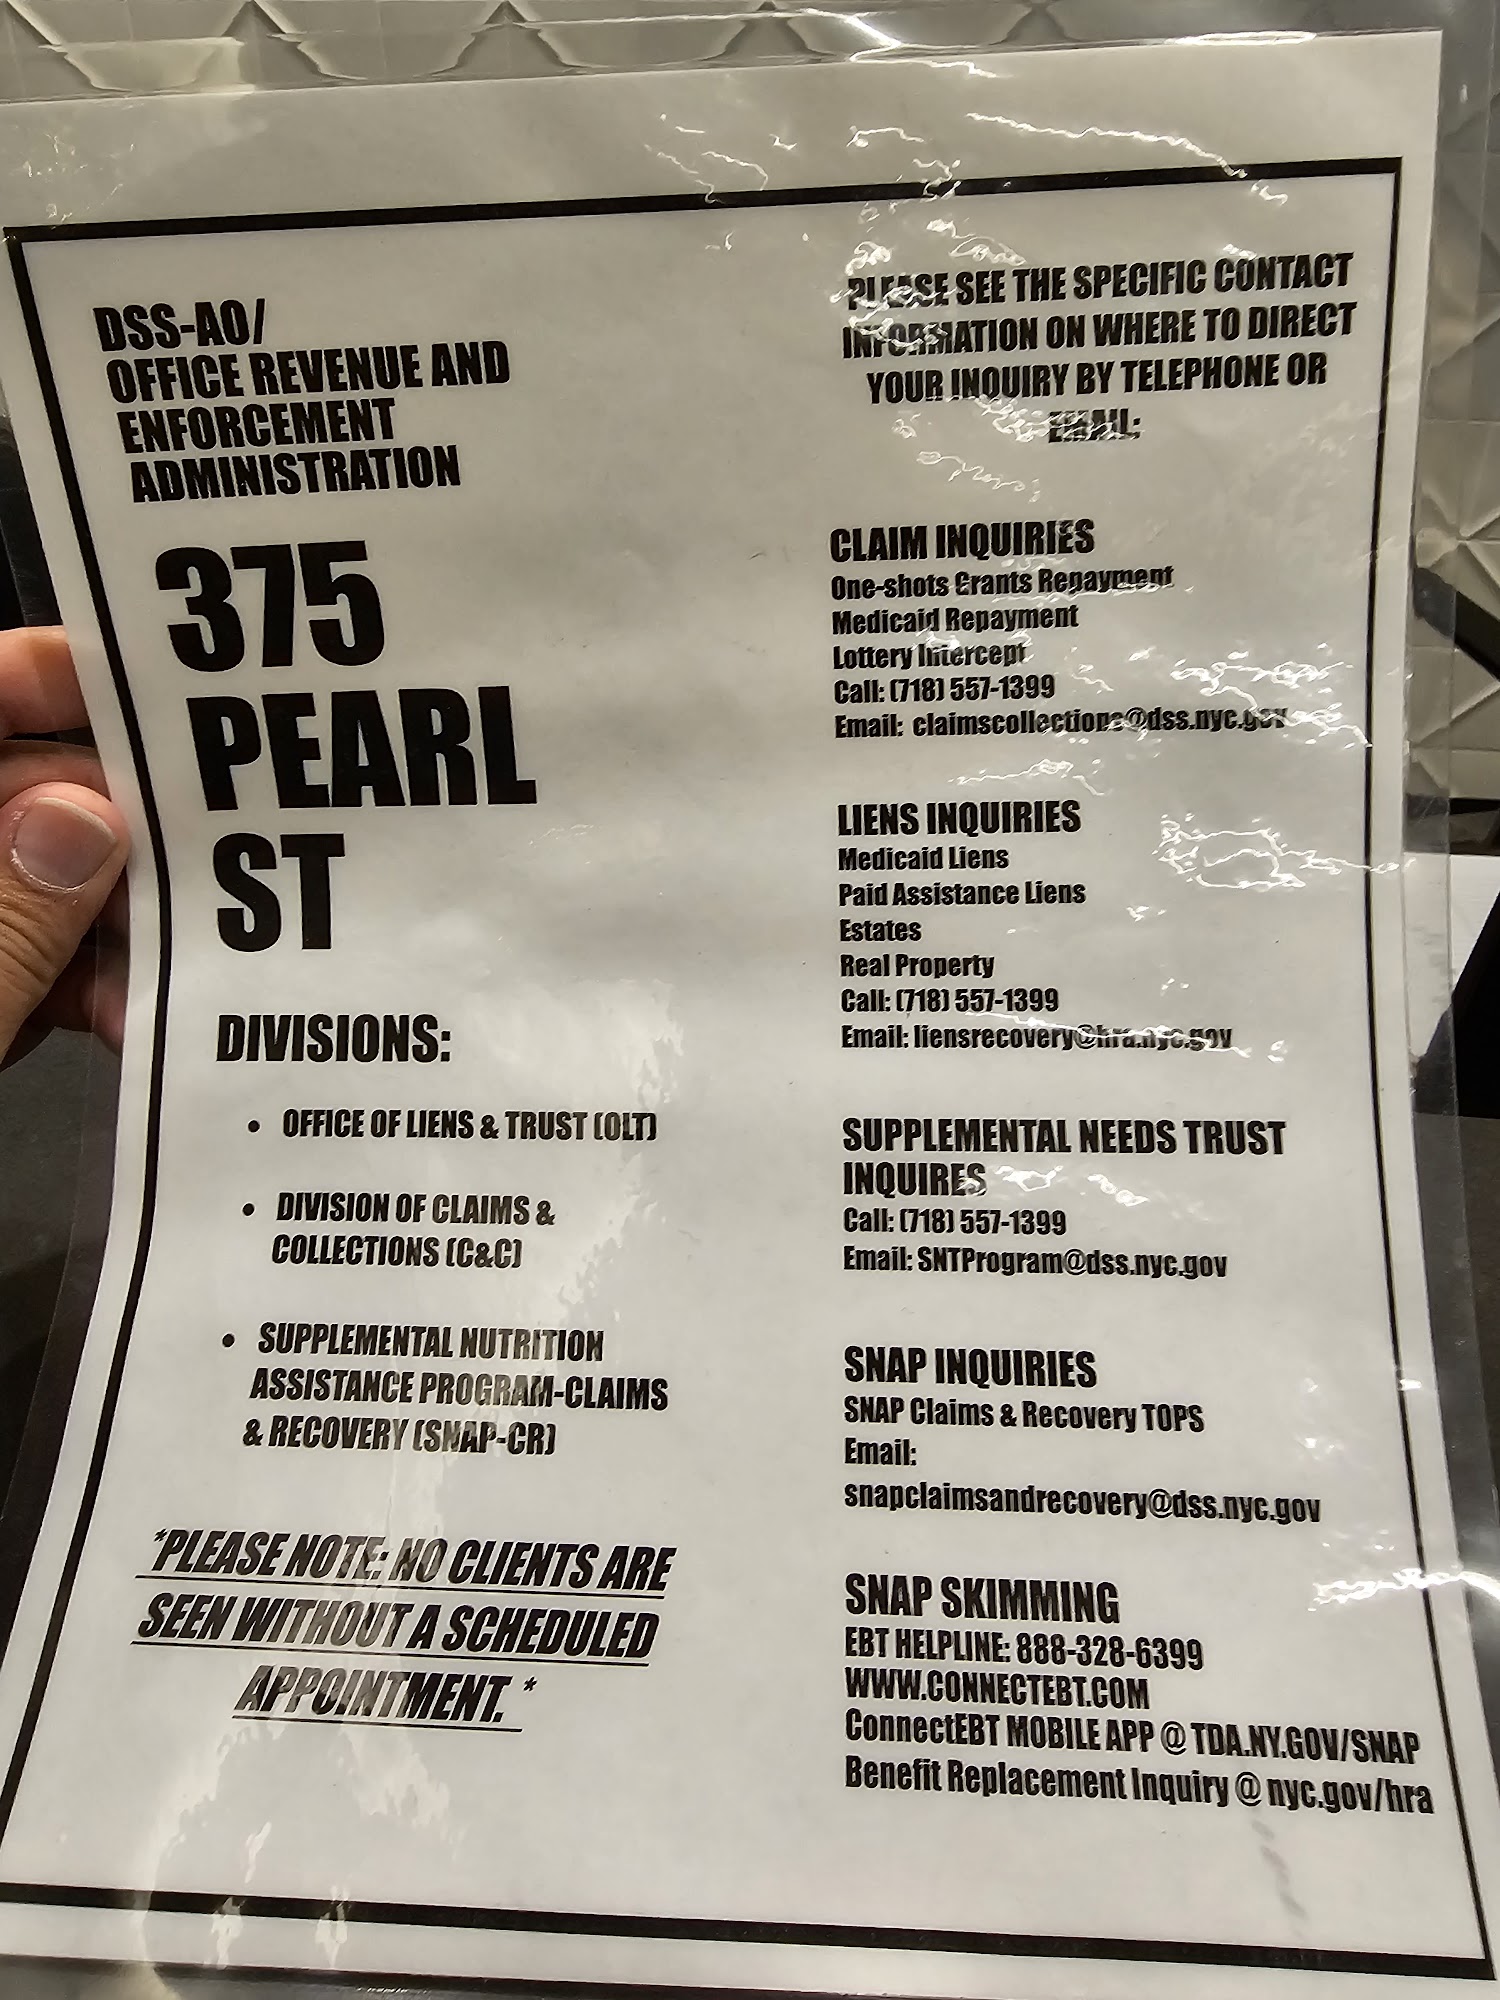 DSS-AO/
OFFICE REVENUE AND
ENFORCEMENT
ADMINISTRATION
375
PEARL
ST
DIVISIONS:
• OFFICE OF LIENS & TRUST (OLT)
• DIVISION OF CLAIMS &
COLLECTIONS (C&C)
• SUPPLEMENTAL NUTRITION
ASSISTANCE PROGRAM-CLAIMS
& RECOVERY (SNAP-CR)
*PLEASE NOTE: NO CLIENTS ARE
SEEN WITHOUT A SCHEDULED
APPOINTMENT. *
PLEASE SEE THE SPECIFIC CONTACT
INFORMATION ON WHERE TO DIRECT
YOUR INQUIRY BY TELEPHONE OR
EMAIL:
CLAIM INQUIRIES
One-shots Grants Repayment
Medicaid Repayment
Lottery Intercept
Call: (718) 557-1399
Email: claimscollections@dss.nyc.gov
LIENS INQUIRIES
Medicaid Liens
Paid Assistance Liens
Estates
Real Property
Call: (718) 557-1399
Email: liensrecovery@hra.nyc.gov
SUPPLEMENTAL NEEDS TRUST
INQUIRES
Call: (718) 557-1399
Email: SNTProgram@dss.nyc.gov
SNAP INQUIRIES
SNAP Claims & Recovery TOPS
Email:
snapclaimsandrecovery@dss.nyc.gov
SNAP SKIMMING
EBT HELPLINE: 888-328-6399
WWW.CONNECTEBT.COM
ConnectEBT MOBILE APP @ TDA.NY.GOV/SNAP
Benefit Replacement Inquiry @ nyc.gov/hra